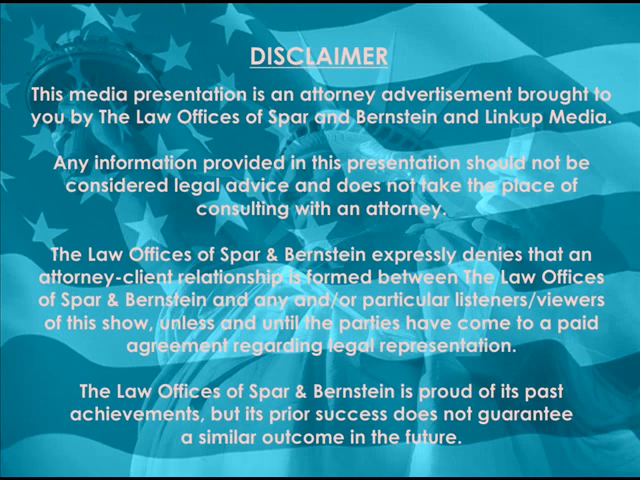 DISCLAIMER
This media presentation is an attorney advertisement brought to
you by The Law Offices of Spar and Bernstein and Linkup Media.
Any information provided in this presentation should not be
considered legal advice and does not take the place of
consulting with an attorney.
The Law Offices of Spar & Bernstein expressly denies that an
attorney-client relationship is formed between The Law Offices
of Spar & Bernstein and any and/or particular listeners/viewers
of this show, unless and until the parties have come to a paid
agreement regarding legal representation.
The Law Offices of Spar & Bernstein is proud of its past
achievements, but its prior success does not guarantee
a similar outcome in the future.